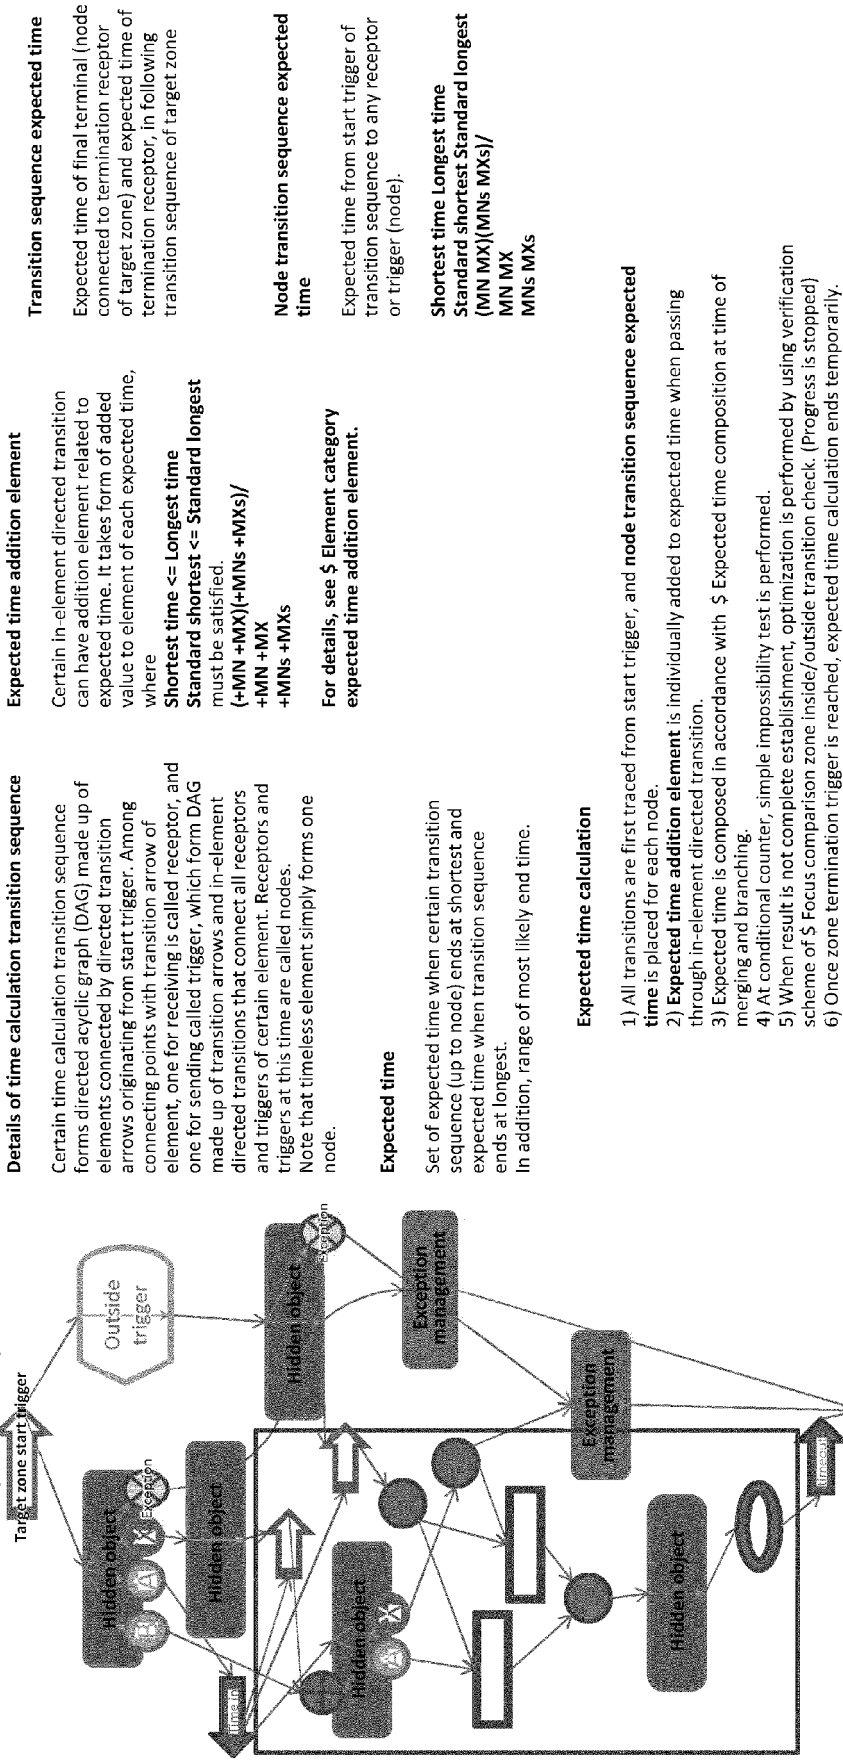 Target zone start trigger
Outside
trigger
Hidden object
B
A
X
Exception
Hidden object
Hidden object
Exception
Time in
Hidden object
A
X
Exception
management
Exception
management
Hidden object
timeout
Details of time calculation transition sequence
Certain time calculation transition sequence
forms directed acyclic graph (DAG) made up of
elements connected by directed transition
arrows originating from start trigger. Among
connecting points with transition arrow of
element, one for receiving is called receptor, and
one for sending called trigger, which form DAG
made up of transition arrows and in-element
directed transitions that connect all receptors
and triggers of certain element. Receptors and
triggers at this time are called nodes.
Note that timeless element simply forms one
node.
Expected time
Set of expected time when certain transition
sequence (up to node) ends at shortest and
expected time when transition sequence
ends at longest.
In addition, range of most likely end time.
Expected time addition element
Certain in-element directed transition
can have addition element related to
expected time. It takes form of added
value to element of each expected time,
where
Shortest time <= Longest time
Standard shortest <= Standard longest
must be satisfied.
(+MN +MX)(+MNs +MXs)/
+MN +MX
+MNs +MXs
For details, see $ Element category
expected time addition element.
Transition sequence expected time
Expected time of final terminal (node
connected to termination receptor
of target zone) and expected time of
termination receptor, in following
transition sequence of target zone
Node transition sequence expected
time
Expected time from start trigger of
transition sequence to any receptor
or trigger (node).
Shortest time Longest time
Standard shortest Standard longest
(MN MX)(MNs MXs)/
MN MX
MNs MXs
Expected time calculation
1) All transitions are first traced from start trigger, and node transition sequence expected
time is placed for each node.
2) Expected time addition element is individually added to expected time when passing
through in-element directed transition.
3) Expected time is composed in accordance with $ Expected time composition at time of
merging and branching.
4) At conditional counter, simple impossibility test is performed.
5) When result is not complete establishment, optimization is performed by using verification
scheme of $ Focus comparison zone inside/outside transition check. (Progress is stopped)
6) Once zone termination trigger is reached, expected time calculation ends temporarily.